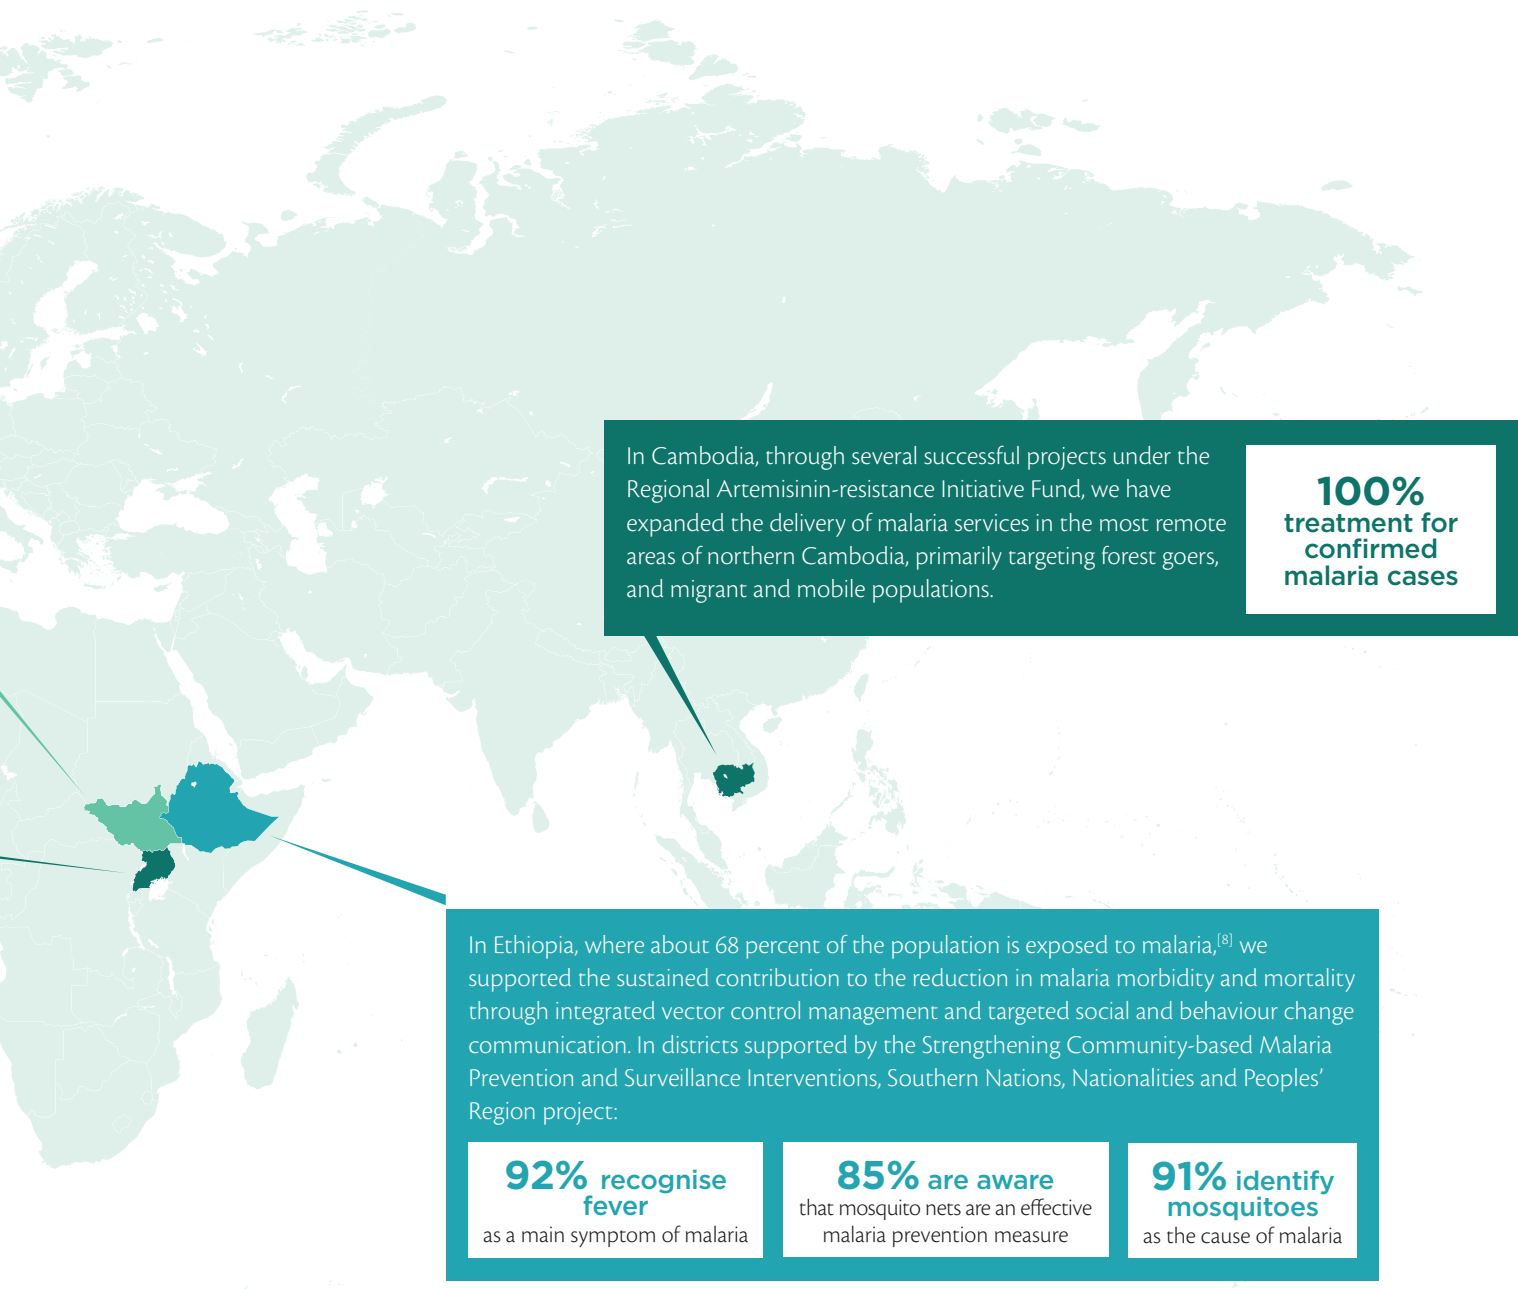 In Cambodia, through several successful projects under the
Regional Artemisinin-resistance Initiative Fund, we have
expanded the delivery of malaria services in the most remote
areas of northern Cambodia, primarily targeting forest goers,
and migrant and mobile populations.
100%
treatment for
confirmed
malaria cases
In Ethiopia, where about 68 percent of the population is exposed to malaria,[8] we
supported the sustained contribution to the reduction in malaria morbidity and mortality
through integrated vector control management and targeted social and behaviour change
communication. In districts supported by the Strengthening Community-based Malaria
Prevention and Surveillance Interventions, Southern Nations, Nationalities and Peoples’
Region project:
92% recognise
fever
as a main symptom of malaria
85% are aware
that mosquito nets are an effective
malaria prevention measure
91% identify
mosquitoes
as the cause of malaria